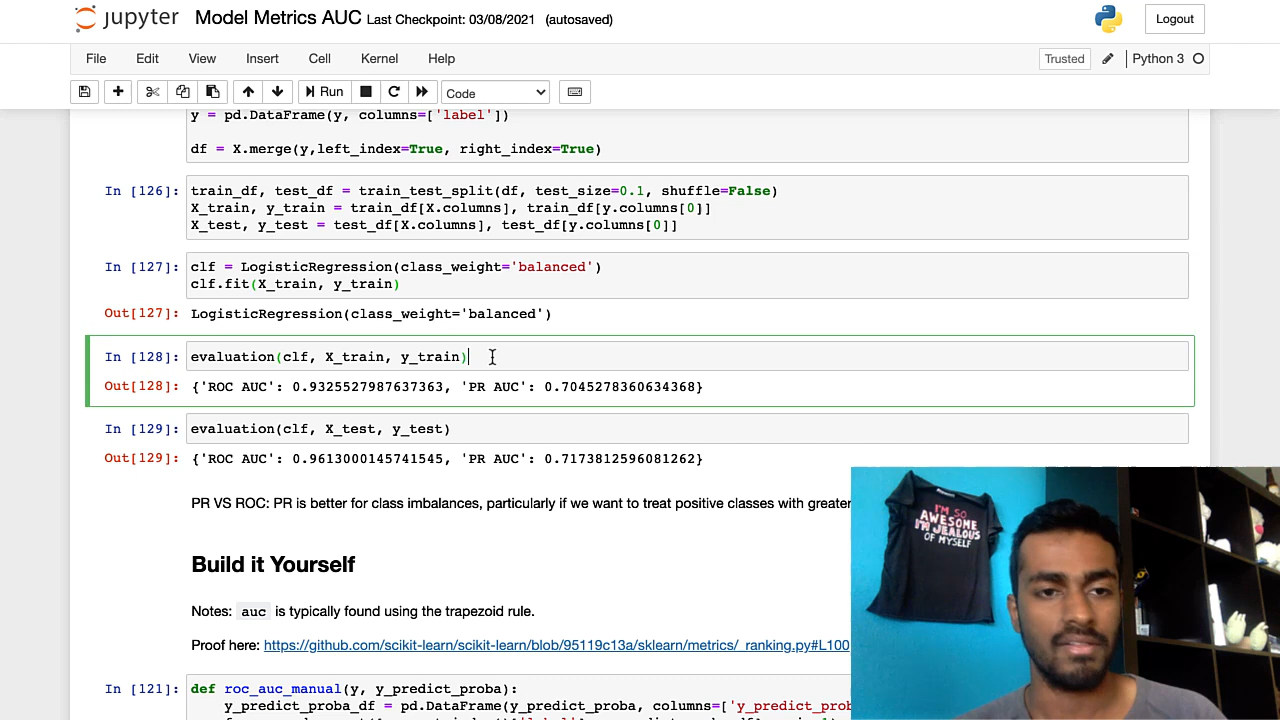 jupyter Model Metrics AUC Last Checkpoint: 03/08/2021 (autosaved) Logout
File Edit View Insert Cell Kernel Help Trusted Python 3
Run Code
y = pd.DataFrame(y, columns=['label'])
df = X.merge(y,left_index=True, right_index=True)
In [126]: train_df, test_df = train_test_split(df, test_size=0.1, shuffle=False)
X_train, y_train = train_df[X.columns], train_df[y.columns[0]]
X_test, y_test = test_df[X.columns], test_df[y.columns[0]]
In [127]: clf = LogisticRegression(class_weight='balanced')
clf.fit(X_train, y_train)
Out[127]: LogisticRegression(class_weight='balanced')
In [128]: evaluation(clf, X_train, y_train)
Out[128]: {'ROC AUC': 0.9325527987637363, 'PR AUC': 0.7045278360634368}
In [129]: evaluation(clf, X_test, y_test)
Out[129]: {'ROC AUC': 0.9613000145741545, 'PR AUC': 0.7173812596081262}
PR VS ROC: PR is better for class imbalances, particularly if we want to treat positive classes with greater
Build it Yourself
Notes: auc is typically found using the trapezoid rule.
Proof here: https://github.com/scikit-learn/scikit-learn/blob/95119c13a/sklearn/metrics/_ranking.py#L100
In [121]: def roc_auc_manual(y, y_predict_proba):
y_predict_proba_df = pd.DataFrame(y_predict_proba, columns=['y_predict_prob
I'M SO
AWESOME
I'M JEALOUS
OF MYSELF